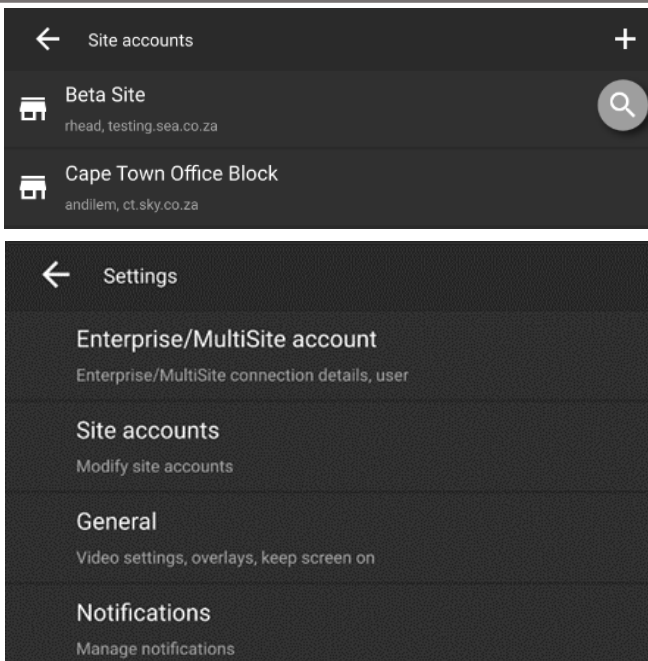 Site accounts
Beta Site
rhead, testing.sea.co.za
Cape Town Office Block
andilem, ct.sky.co.za
Settings
Enterprise/MultiSite account
Enterprise/MultiSite connection details, user
Site accounts
Modify site accounts
General
Video settings, overlays, keep screen on
Notifications
Manage notifications